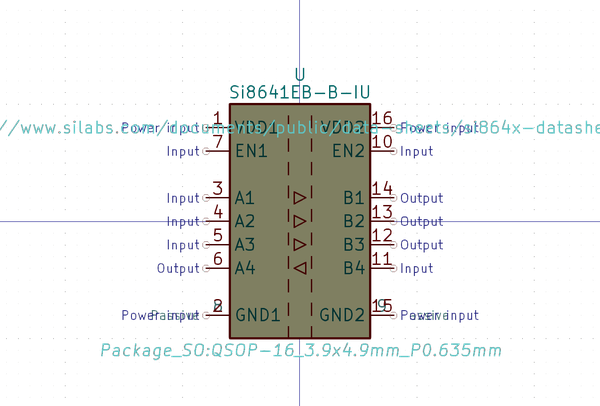 U
Si8641EB-B-IU
//www.silabs.com/documents/public/data-sheets/si864x-datashe
Power input 1 VDD1 VDD2 16 Power input
Input 7 EN1 EN2 10 Input
Input 3 A1 B1 14 Output
Input 4 A2 B2 13 Output
Input 5 A3 B3 12 Output
Output 6 A4 B4 11 Input
Power input 2 GND1 GND2 15 Power input
Package_SO:QSOP-16_3.9x4.9mm_P0.635mm